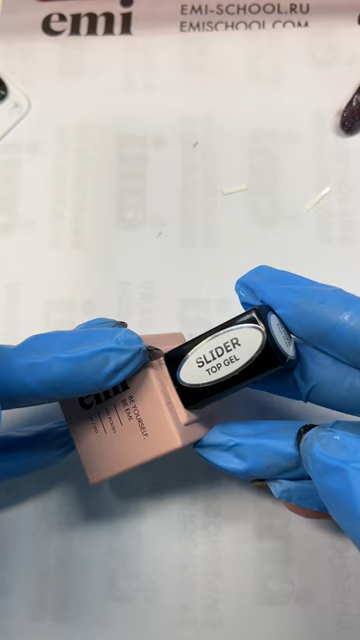 emi
EMI-SCHOOL.RU
EMISCHOOL.COM
SLIDER
TOP GEL
emi
BE YOURSELF.
BE EMI.